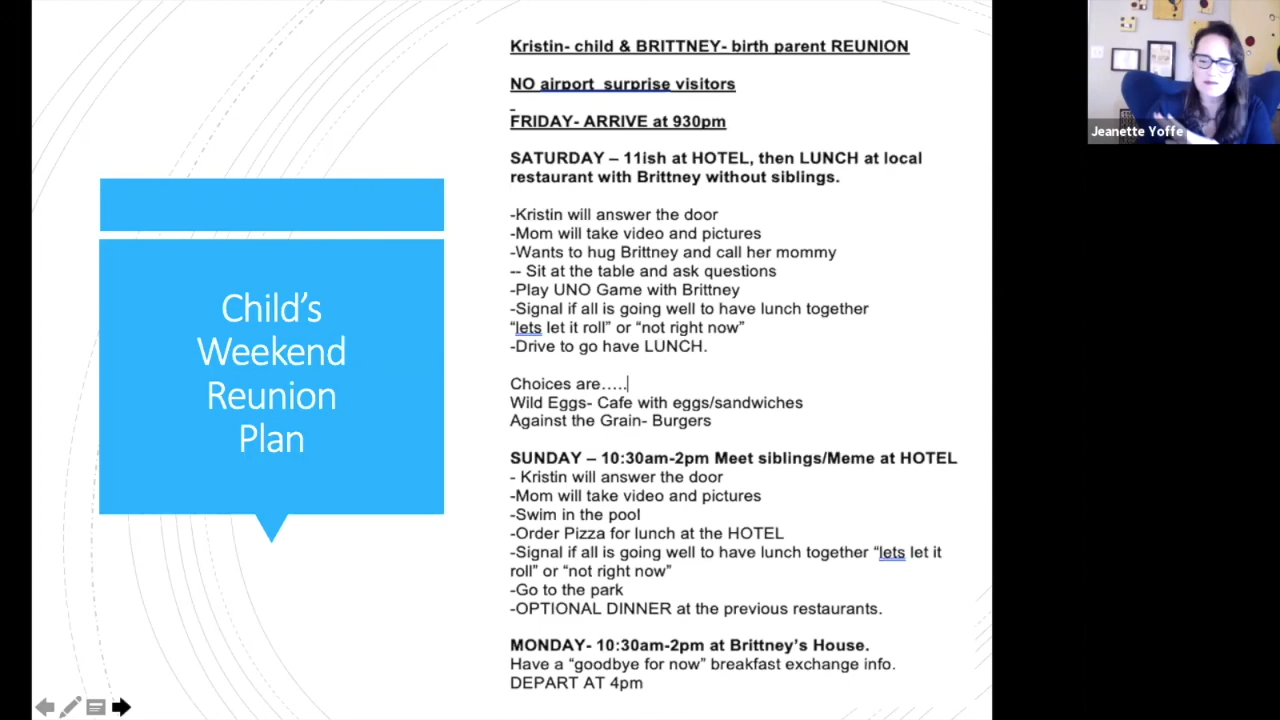 Child's
Weekend
Reunion
Plan
Kristin- child & BRITTNEY- birth parent REUNION
NO airport surprise visitors
FRIDAY- ARRIVE at 930pm
SATURDAY – 11ish at HOTEL, then LUNCH at local
restaurant with Brittney without siblings.
-Kristin will answer the door
-Mom will take video and pictures
-Wants to hug Brittney and call her mommy
-- Sit at the table and ask questions
-Play UNO Game with Brittney
-Signal if all is going well to have lunch together
“lets let it roll” or “not right now”
-Drive to go have LUNCH.
Choices are.....
Wild Eggs- Cafe with eggs/sandwiches
Against the Grain- Burgers
SUNDAY – 10:30am-2pm Meet siblings/Meme at HOTEL
- Kristin will answer the door
-Mom will take video and pictures
-Swim in the pool
-Order Pizza for lunch at the HOTEL
-Signal if all is going well to have lunch together “lets let it
roll” or “not right now”
-Go to the park
-OPTIONAL DINNER at the previous restaurants.
MONDAY- 10:30am-2pm at Brittney’s House.
Have a “goodbye for now” breakfast exchange info.
DEPART AT 4pm
Jeanette Yoffe